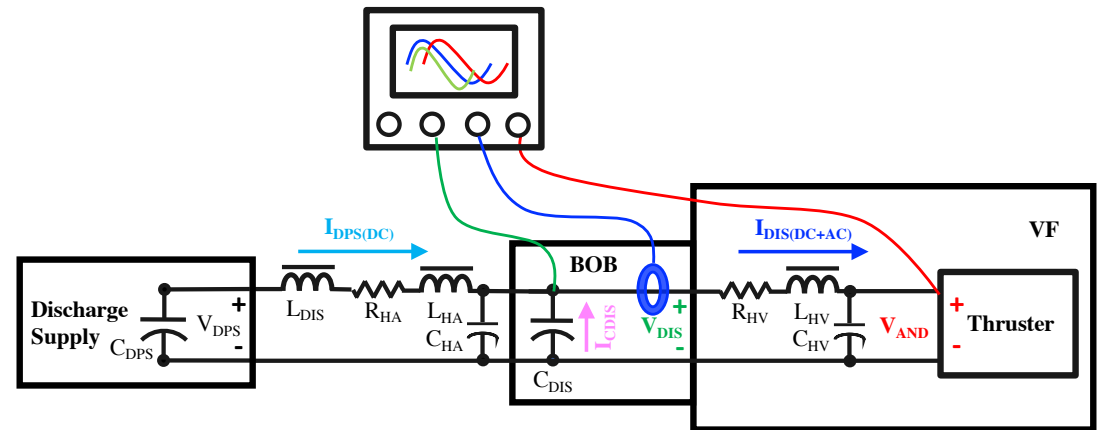 I_DPS(DC)
I_DIS(DC+AC)
VF
BOB
Discharge
Supply
+
V_DPS
-
C_DPS
L_DIS
R_HA
L_HA
C_HA
I_CDIS
C_DIS
+
V_DIS
-
R_HV
L_HV
C_HV
+
V_AND
-
Thruster